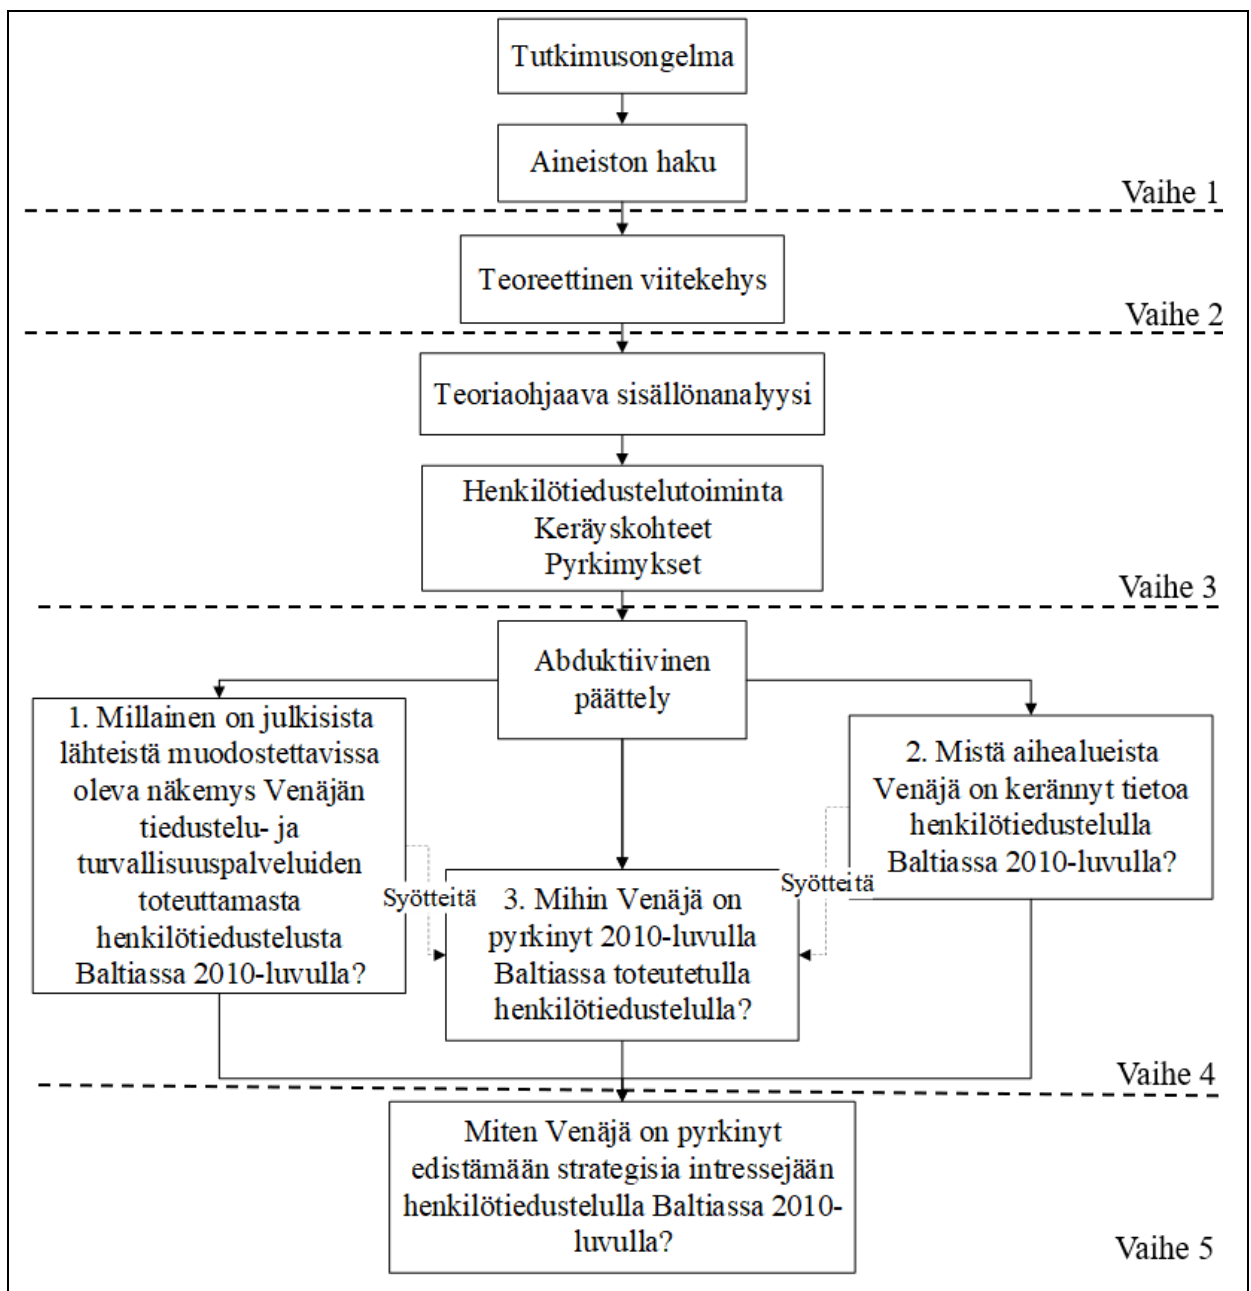 Tutkimusongelma
Aineiston haku
Vaihe 1
Teoreettinen viitekehys
Vaihe 2
Teoriaohjaava sisällönanalyysi
Henkilötiedustelutoiminta
Keräyskohteet
Pyrkimykset
Vaihe 3
Abduktiivinen
päättely
1. Millainen on julkisista
lähteistä muodostettavissa
oleva näkemys Venäjän
tiedustelu- ja
turvallisuuspalveluiden
toteuttamasta
henkilötiedustelusta
Baltiassa 2010-luvulla?
2. Mistä aihealueista
Venäjä on kerännyt tietoa
henkilötiedustelulla
Baltiassa 2010-luvulla?
Syötteitä
Syötteitä
3. Mihin Venäjä on
pyrkinyt 2010-luvulla
Baltiassa toteutetulla
henkilötiedustelulla?
Vaihe 4
Miten Venäjä on pyrkinyt
edistämään strategisia intressejään
henkilötiedustelulla Baltiassa 2010-
luvulla?
Vaihe 5